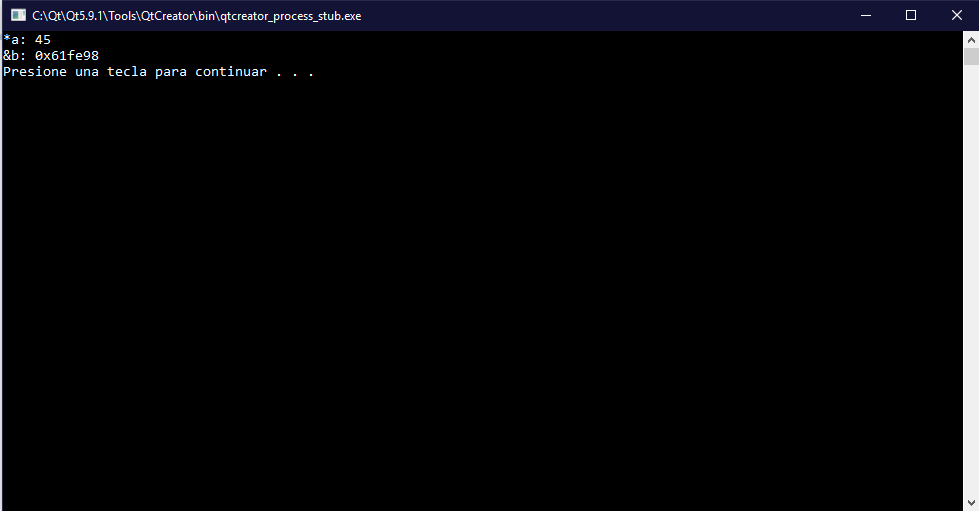 C:\Qt\Qt5.9.1\Tools\QtCreator\bin\qtcreator_process_stub.exe
*a: 45
&b: 0x61fe98
Presione una tecla para continuar . . .